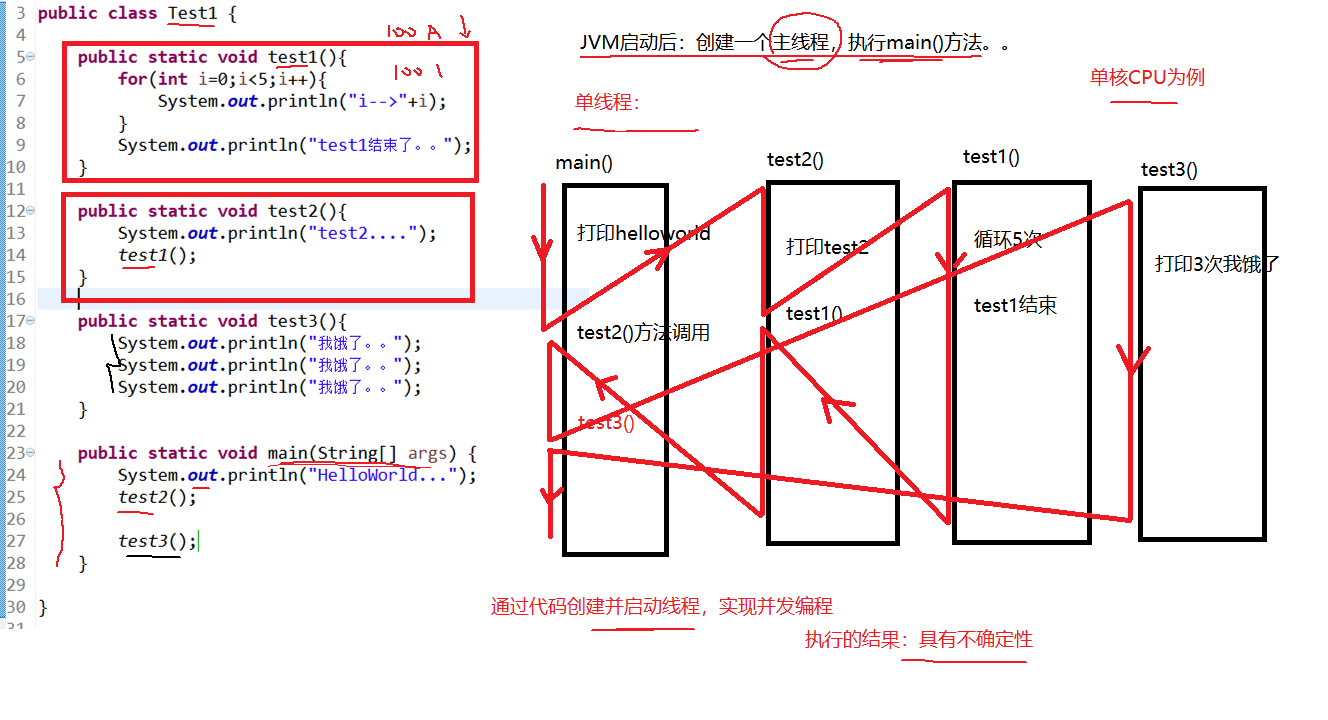 3 public class Test1 {
4
5 public static void test1(){
6 for(int i=0;i<5;i++){
7 System.out.println("i-->"+i);
8 }
9 System.out.println("test1结束了。。");
10 }
11
12 public static void test2(){
13 System.out.println("test2....");
14 test1();
15 }
16
17 public static void test3(){
18 System.out.println("我饿了。。");
19 System.out.println("我饿了。。");
20 System.out.println("我饿了。。");
21 }
22
23 public static void main(String[] args) {
24 System.out.println("HelloWorld...");
25 test2();
26
27 test3();
28 }
29
30 }
31
100 A
100
JVM启动后：创建一个主线程，执行main()方法。。
单核CPU为例
单线程：
main()
test2()
test1()
test3()
打印helloworld
打印test2
循环5次
打印3次我饿了
test2()方法调用
test1()
test1结束
test3()
通过代码创建并启动线程，实现并发编程
执行的结果：具有不确定性